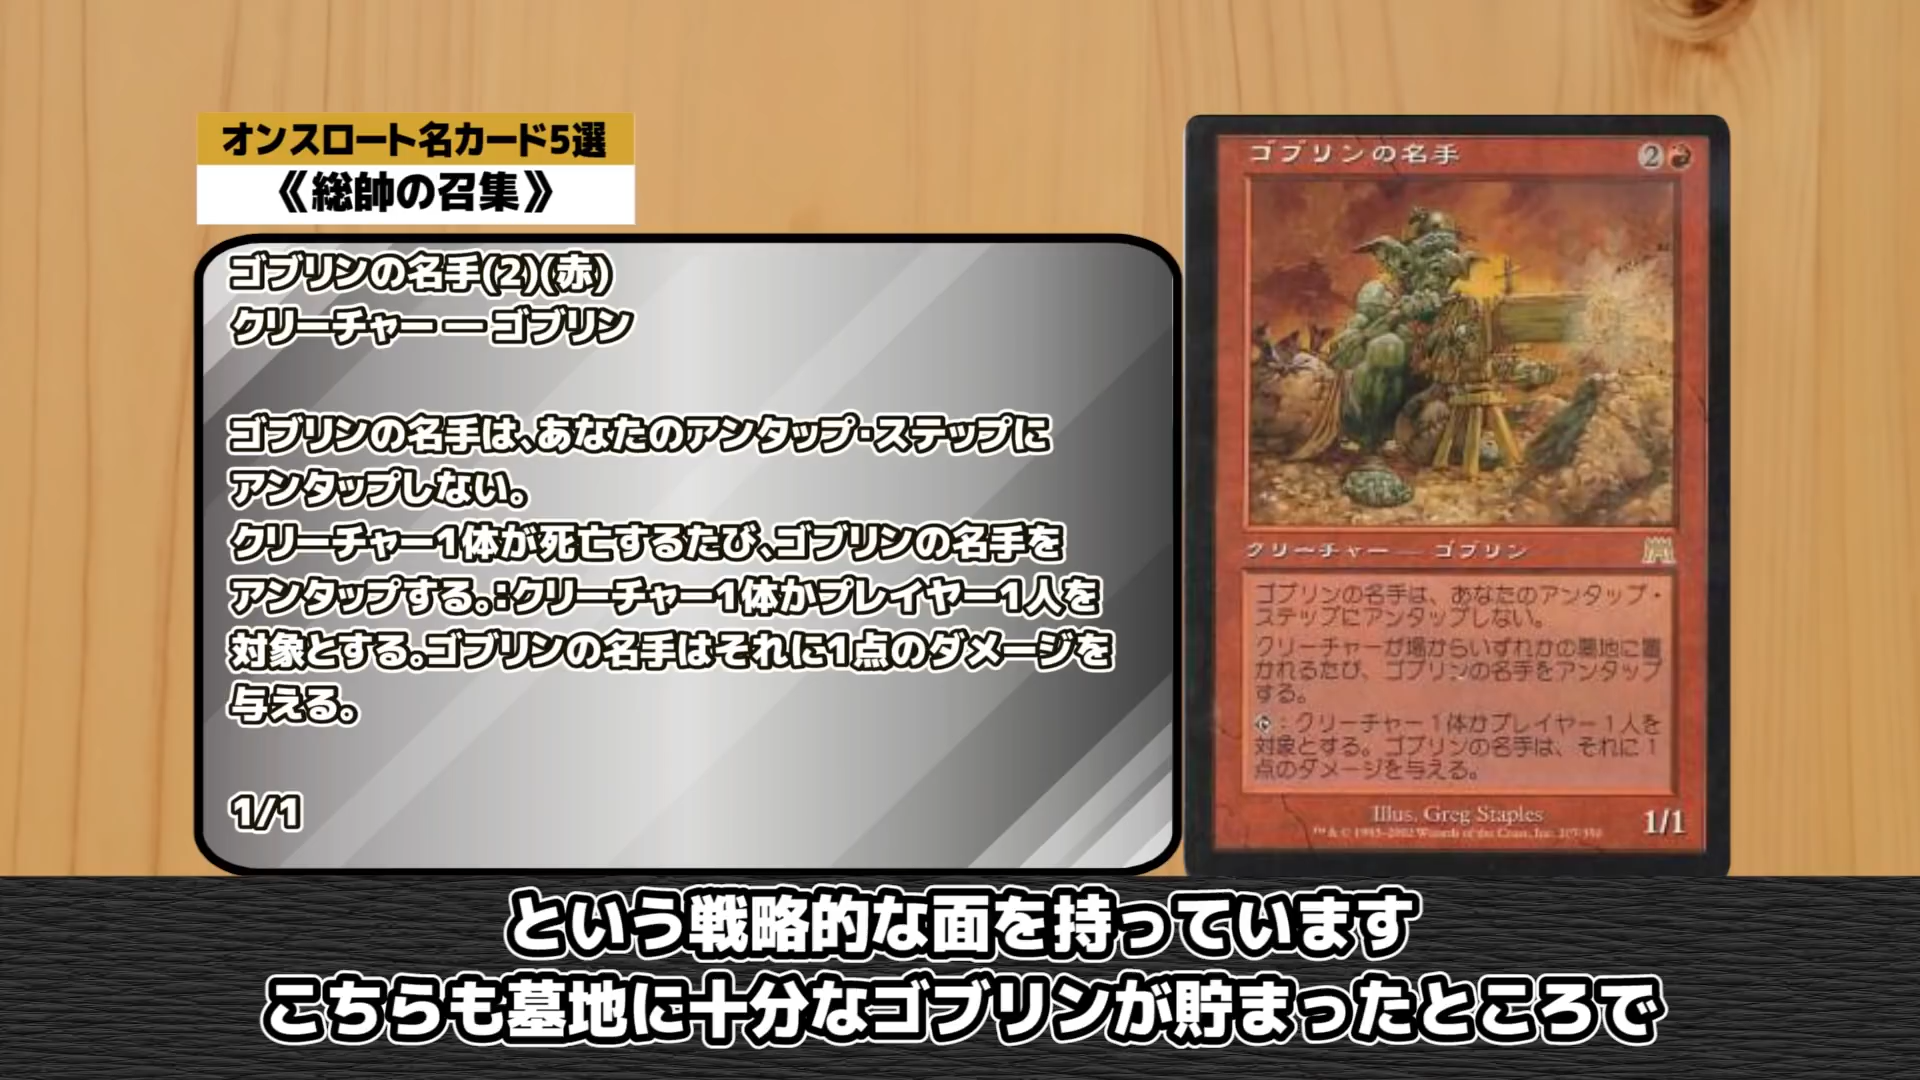 オンスロート名カード5選
《総帥の召集》
ゴブリンの名手(2)(赤)
クリーチャー ― ゴブリン
ゴブリンの名手は、あなたのアンタップ・ステップに
アンタップしない。
クリーチャー1体が死亡するたび、ゴブリンの名手を
アンタップする。:クリーチャー1体かプレイヤー1人を
対象とする。ゴブリンの名手はそれに1点のダメージを
与える。
1/1
ゴブリンの名手
2
クリーチャー ― ゴブリン
ゴブリンの名手は、あなたのアンタップ・
ステップにアンタップしない。
クリーチャーが場からいずれかの墓地に置
かれるたび、ゴブリンの名手をアンタップ
する。
:クリーチャー1体かプレイヤー1人を
対象とする。ゴブリンの名手は、それに1
点のダメージを与える。
Illus. Greg Staples
™ & © 1993-2002 Wizards of the Coast, Inc. 207/350
1/1
という戦略的な面を持っています
こちらも墓地に十分なゴブリンが貯まったところで